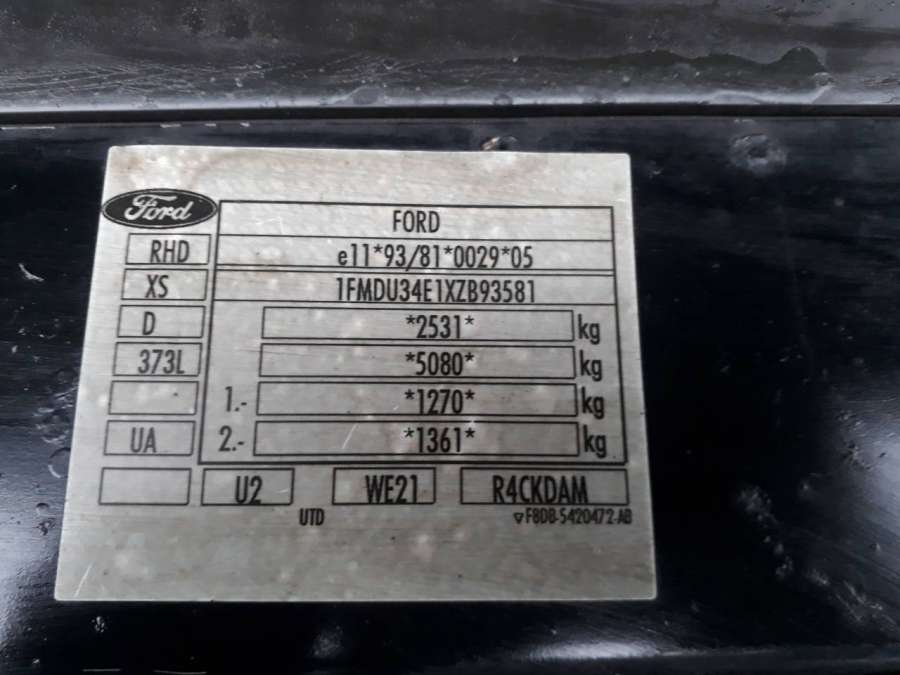 Ford
FORD
RHD
e11*93/81*0029*05
XS
1FMDU34E1XZB93581
D
*2531* kg
373L
*5080* kg
1.- *1270* kg
UA
2.- *1361* kg
U2 WE21 R4CKDAM
UTD
▽F8DB-5420472-AB